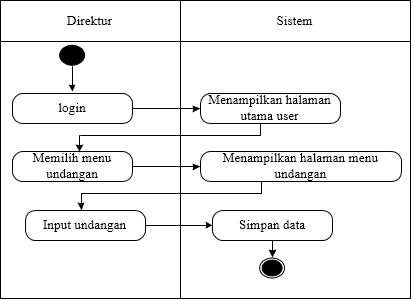 Direktur
Sistem
login
Menampilkan halaman
utama user
Memilih menu
undangan
Menampilkan halaman menu
undangan
Input undangan
Simpan data